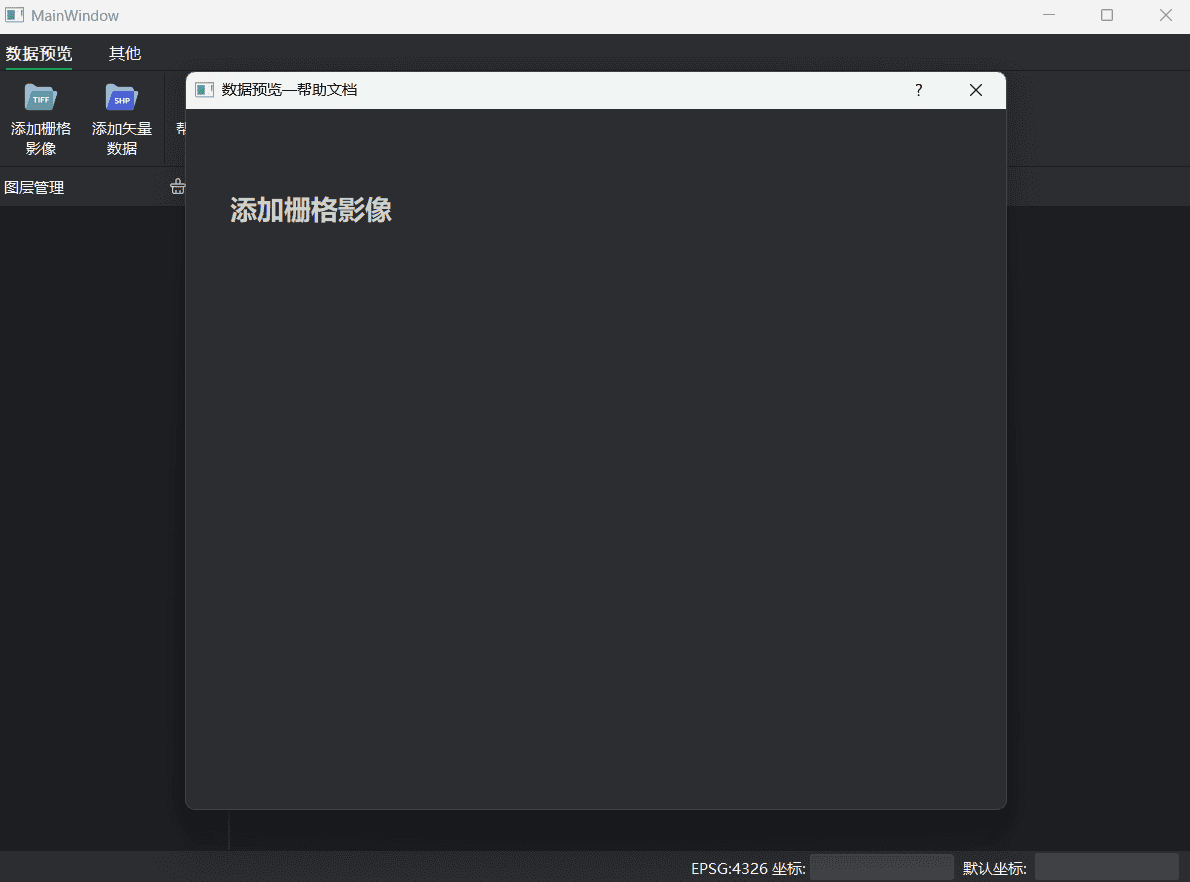 MainWindow
数据预览 其他
TIFF SHP
添加栅格 添加矢量 帮
影像 数据
图层管理
数据预览—帮助文档 ?
添加栅格影像
EPSG:4326 坐标: 默认坐标: